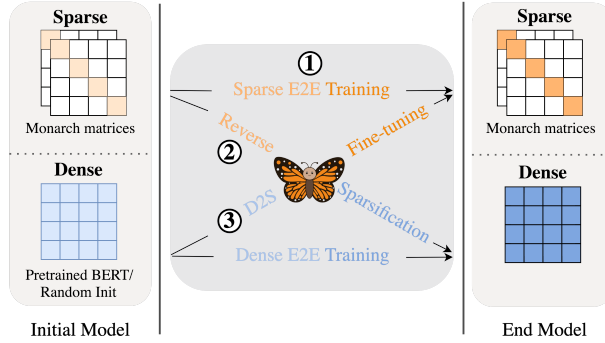 Sparse
Monarch matrices
Dense
Pretrained BERT/
Random Init
Initial Model
1
Sparse E2E Training
Reverse
Fine-tuning
2
3
D2S
Sparsification
Dense E2E Training
Sparse
Monarch matrices
Dense
End Model